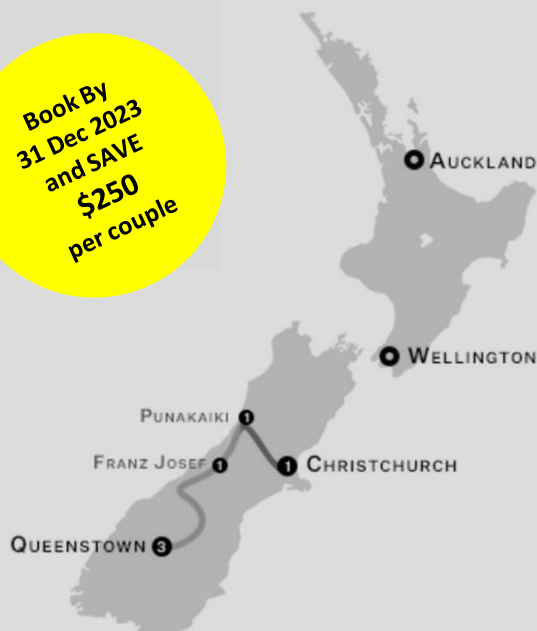 Book By
31 Dec 2023
and SAVE
$250
per couple
AUCKLAND
WELLINGTON
PUNAKAIKI 1
FRANZ JOSEF 1
1 CHRISTCHURCH
QUEENSTOWN 3